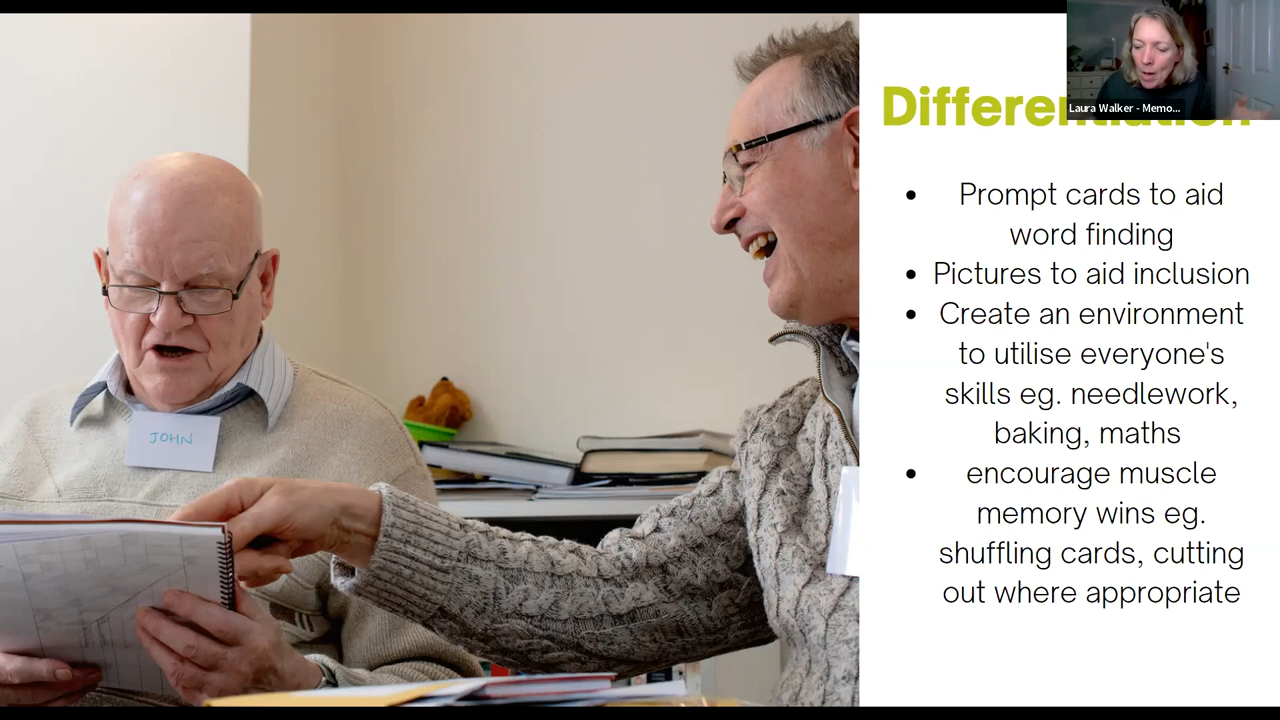 Laura Walker - Memo...
Prompt cards to aid
word finding
Pictures to aid inclusion
Create an environment
to utilise everyone's
skills eg. needlework,
baking, maths
encourage muscle
memory wins eg.
shuffling cards, cutting
out where appropriate
JOHN